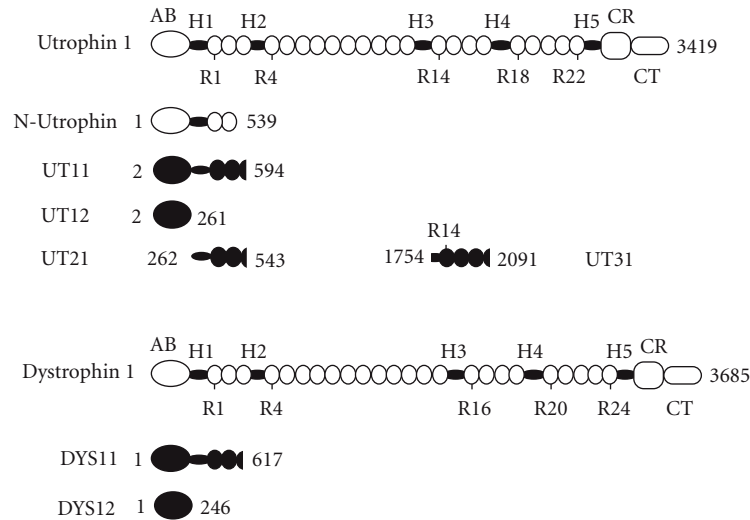 AB H1 H2 H3 H4 H5 CR
Utrophin 1 3419
R1 R4 R14 R18 R22 CT
N-Utrophin 1 539
UT11 2 594
UT12 2 261
R14
UT21 262 543 1754 2091 UT31
AB H1 H2 H3 H4 H5 CR
Dystrophin 1 3685
R1 R4 R16 R20 R24 CT
DYS11 1 617
DYS12 1 246